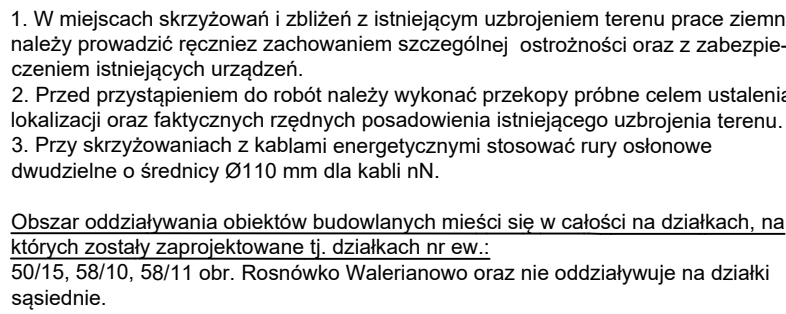 1. W miejscach skrzyżowań i zbliżeń z istniejącym uzbrojeniem terenu prace ziemn
należy prowadzić ręczniez zachowaniem szczególnej ostrożności oraz z zabezpie-
czeniem istniejących urządzeń.
2. Przed przystąpieniem do robót należy wykonać przekopy próbne celem ustalenia
lokalizacji oraz faktycznych rzędnych posadowienia istniejącego uzbrojenia terenu.
3. Przy skrzyżowaniach z kablami energetycznymi stosować rury osłonowe
dwudzielne o średnicy Ø110 mm dla kabli nN.
Obszar oddziaływania obiektów budowlanych mieści się w całości na działkach, na
których zostały zaprojektowane tj. działkach nr ew.:
50/15, 58/10, 58/11 obr. Rosnówko Walerianowo oraz nie oddziaływuje na działki
sąsiednie.